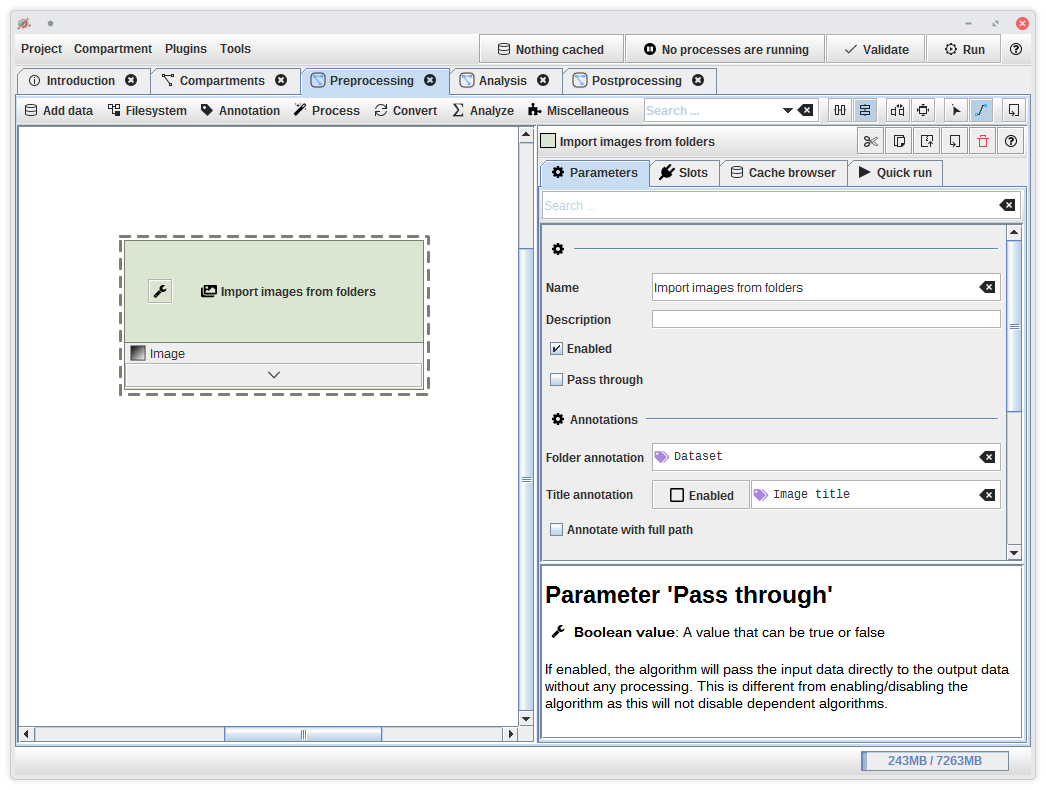 Project Compartment Plugins Tools Nothing cached No processes are running Validate Run
Introduction Compartments Preprocessing Analysis Postprocessing
Add data Filesystem Annotation Process Convert Analyze Miscellaneous Search ...
Import images from folders
Image
Import images from folders
Parameters Slots Cache browser Quick run
Search ...
Name Import images from folders
Description
Enabled
Pass through
Annotations
Folder annotation Dataset
Title annotation Enabled Image title
Annotate with full path
Parameter 'Pass through'
Boolean value: A value that can be true or false
If enabled, the algorithm will pass the input data directly to the output data
without any processing. This is different from enabling/disabling the
algorithm as this will not disable dependent algorithms.
243MB / 7263MB